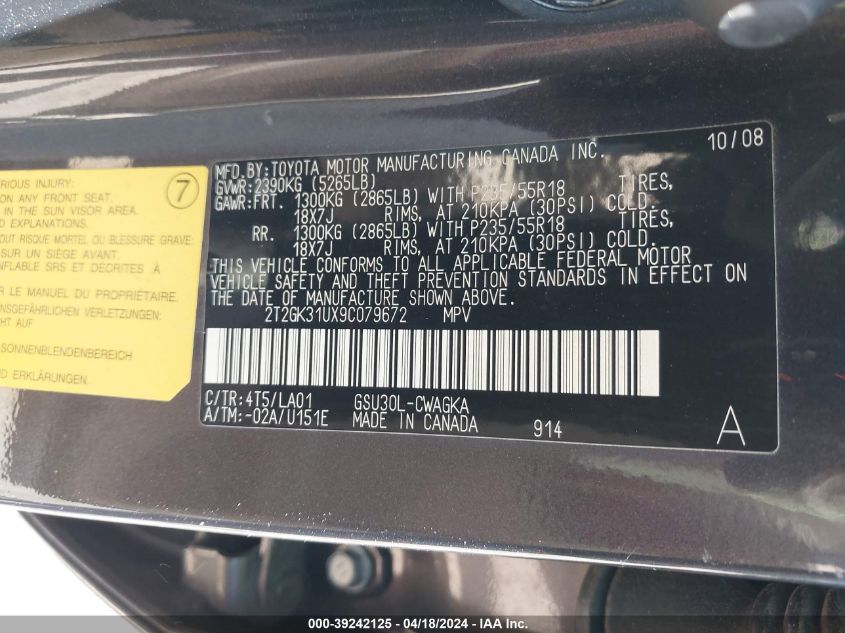 ERIOUS INJURY:
ON ANY FRONT SEAT.
S IN THE SUN VISOR AREA.
D EXPLANATIONS.
OUT RISQUE MORTEL OU BLESSURE GRAVE:
SUR UN SIÈGE AVANT.
NFLABLE SRS ET DÉCRITES À
R LE MANUEL DU PROPRIÉTAIRE.
NSGEFÄHRLICHEN VERLETZUNGEN:
HT AUF
SONNENBLENDENBEREICH
D ERKLÄRUNGEN.
7
10/08
MFD.BY:TOYOTA MOTOR MANUFACTURING CANADA INC.
GVWR:2390KG (5265LB)
GAWR:FRT. 1300KG (2865LB) WITH P235/55R18 TIRES,
18X7J RIMS, AT 210KPA (30PSI) COLD.
RR. 1300KG (2865LB) WITH P235/55R18 TIRES,
18X7J RIMS, AT 210KPA (30PSI) COLD.
THIS VEHICLE CONFORMS TO ALL APPLICABLE FEDERAL MOTOR
VEHICLE SAFETY AND THEFT PREVENTION STANDARDS IN EFFECT ON
THE DATE OF MANUFACTURE SHOWN ABOVE.
2T2GK31UX9C079672 MPV
C/TR:4T5/LA01 GSU30L-CWAGKA
A/TM:-02A/U151E MADE IN CANADA 914
A
000-39242125 - 04/18/2024 - IAAI Inc.